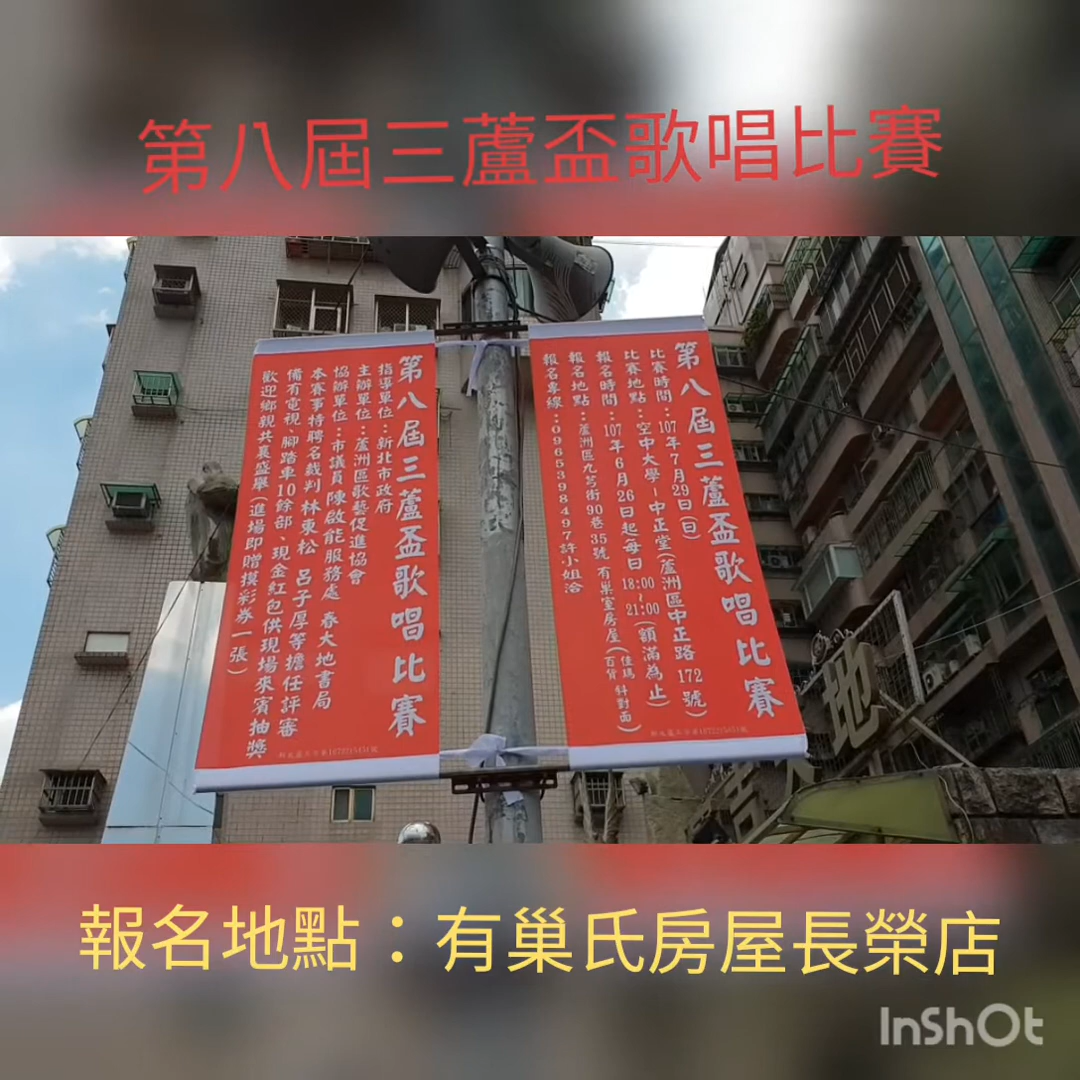 第八屆三蘆盃歌唱比賽
第八屆三蘆盃歌唱比賽
比賽時間：107年7月29日(日)
比賽地點：空中大學－中正堂(蘆洲區中正路172號)
報名時間：107年6月26日起每日18:00~21:00(額滿為止)
報名地點：蘆洲區九芎街90巷35號 有巢室房屋(佳瑪百貨 斜對面)
報名專線：0965398497許小姐洽
第八屆三蘆盃歌唱比賽
指導單位：新北市政府
主辦單位：蘆洲區歌藝促進協會
協辦單位：市議員陳啟能服務處 春大地書局
本賽事特聘名裁判 林東松 呂子厚等擔任評審
備有電視、腳踏車10餘部、現金紅包供現場來賓抽獎
歡迎鄉親共襄盛舉(進場即贈摸彩券一張)
地
報名地點：有巢氏房屋長榮店
InShOt